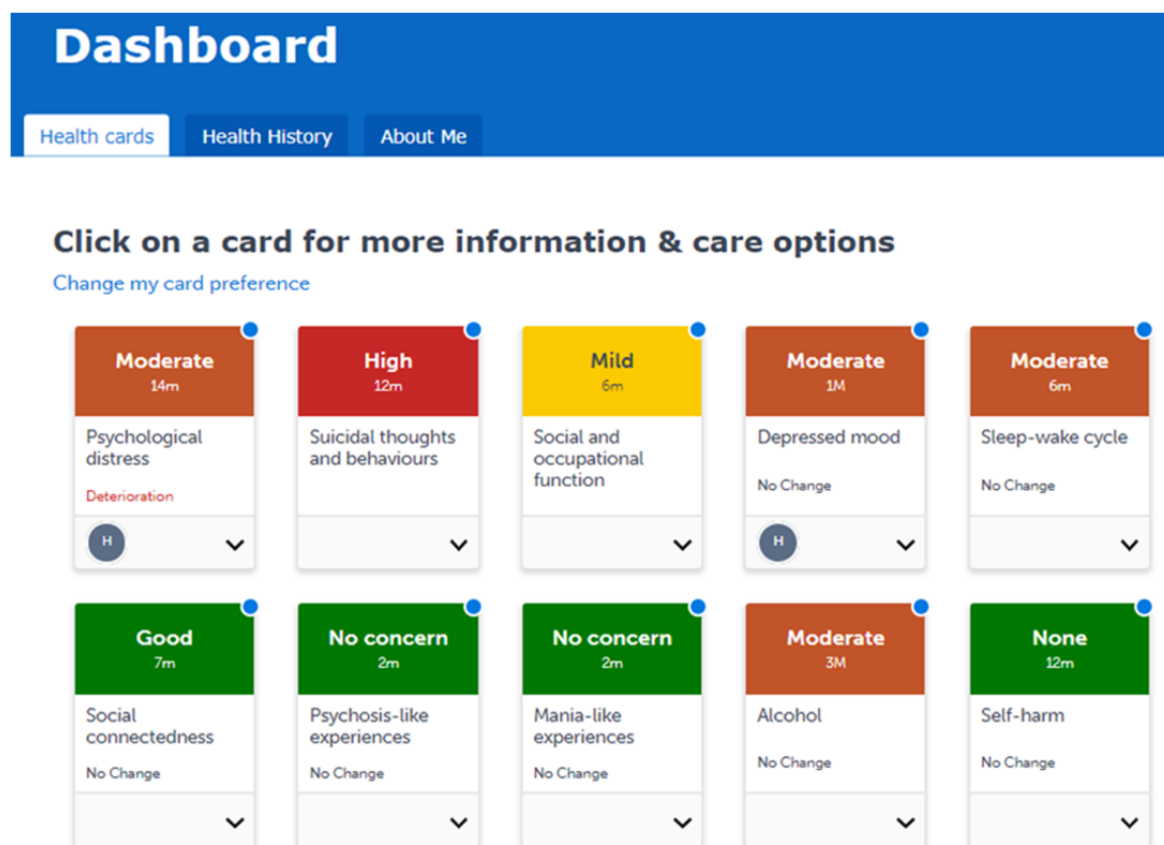 Dashboard
Health cards Health History About Me
Click on a card for more information & care options
Change my card preference
Moderate
14m
Psychological
distress
Deterioration
H
High
12m
Suicidal thoughts
and behaviours
Mild
6m
Social and
occupational
function
Moderate
1M
Depressed mood
No Change
H
Moderate
6m
Sleep-wake cycle
No Change
Good
7m
Social
connectedness
No Change
No concern
2m
Psychosis-like
experiences
No Change
No concern
2m
Mania-like
experiences
No Change
Moderate
3M
Alcohol
No Change
None
12m
Self-harm
No Change